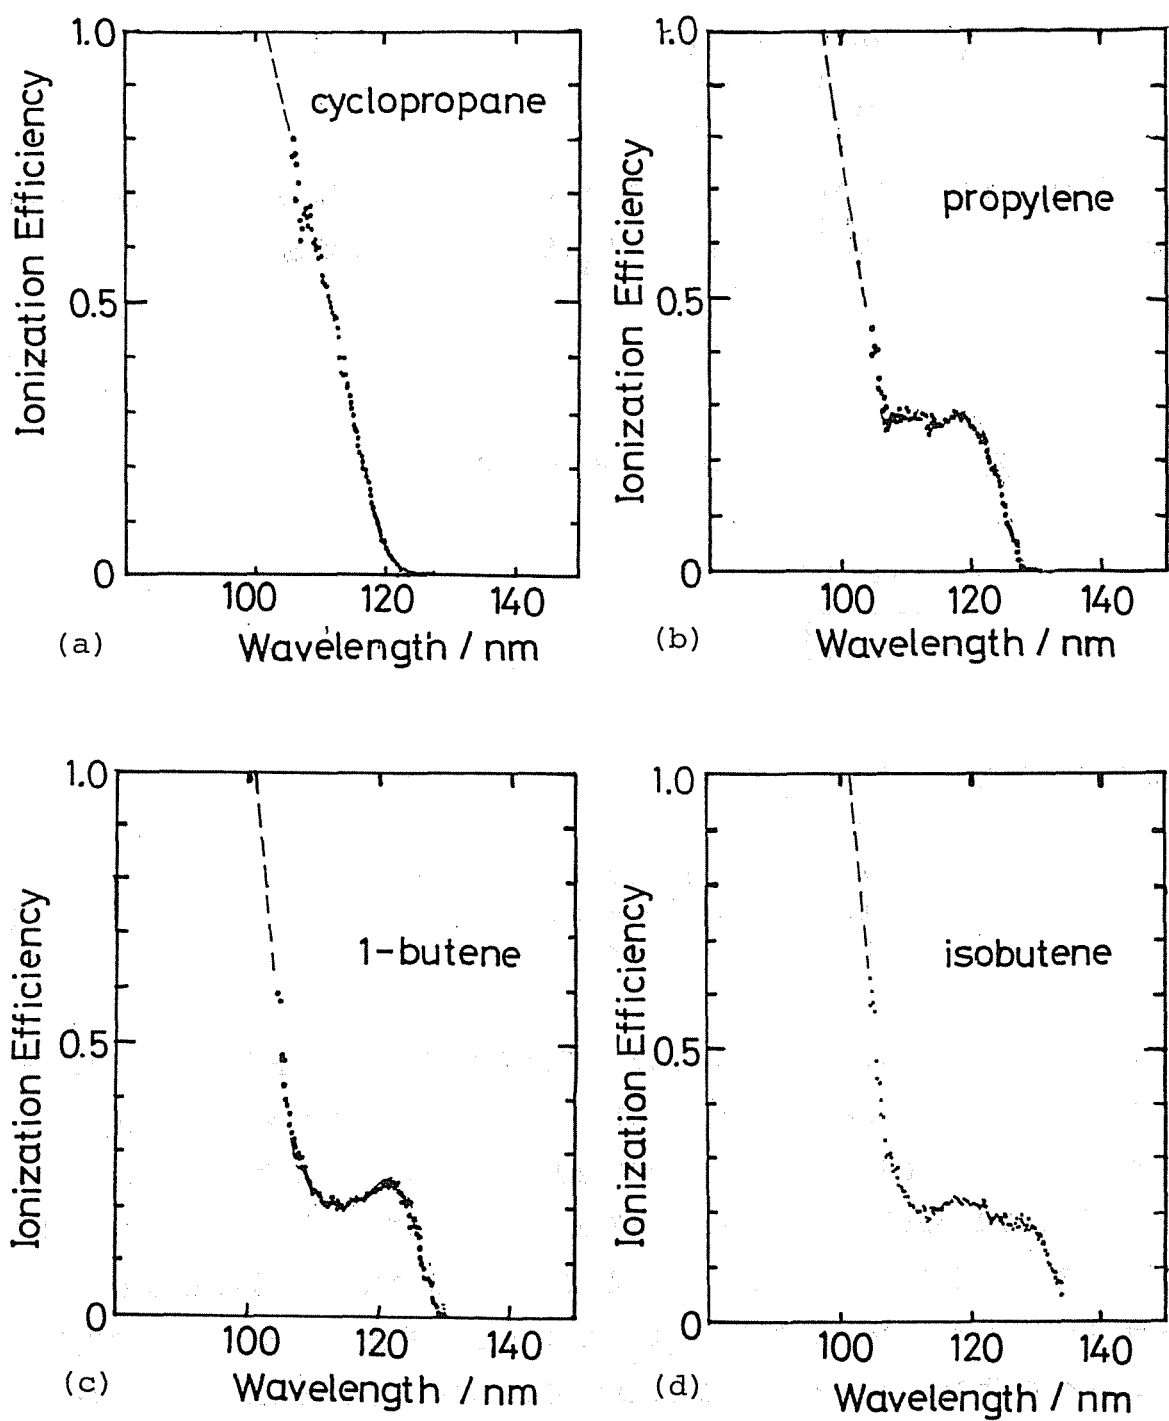 1.0
cyclopropane
0.5
0
100 120 140
Ionization Efficiency
Wavelength / nm
(a)
1.0
propylene
0.5
0
100 120 140
Ionization Efficiency
Wavelength / nm
(b)
1.0
1-butene
0.5
0
100 120 140
Ionization Efficiency
Wavelength / nm
(c)
1.0
isobutene
0.5
0
100 120 140
Ionization Efficiency
Wavelength / nm
(d)